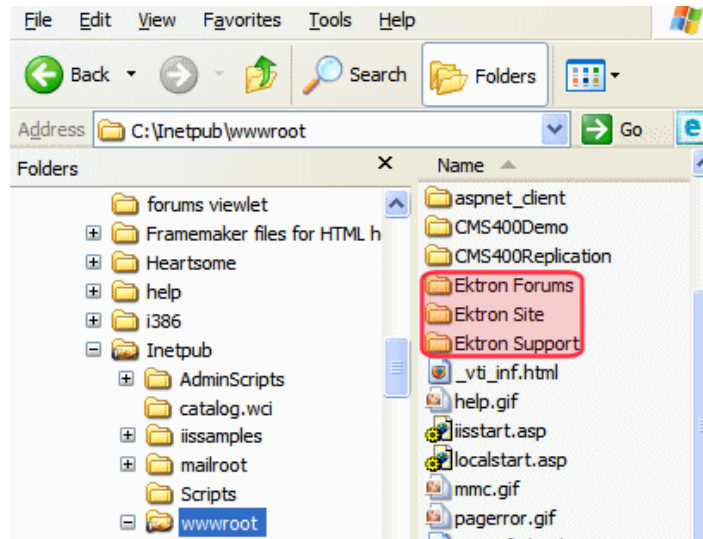 File Edit View Favorites Tools Help
Back Search Folders
Address C:\Inetpub\wwwroot Go
Folders x
forums viewlet
Framemaker files for HTML h
Heartsome
help
i386
Inetpub
AdminScripts
catalog.wci
iissamples
mailroot
Scripts
wwwroot
Name
aspnet_client
CMS400Demo
CMS400Replication
Ektron Forums
Ektron Site
Ektron Support
_vti_inf.html
help.gif
iisstart.asp
localstart.asp
mmc.gif
pagerror.gif